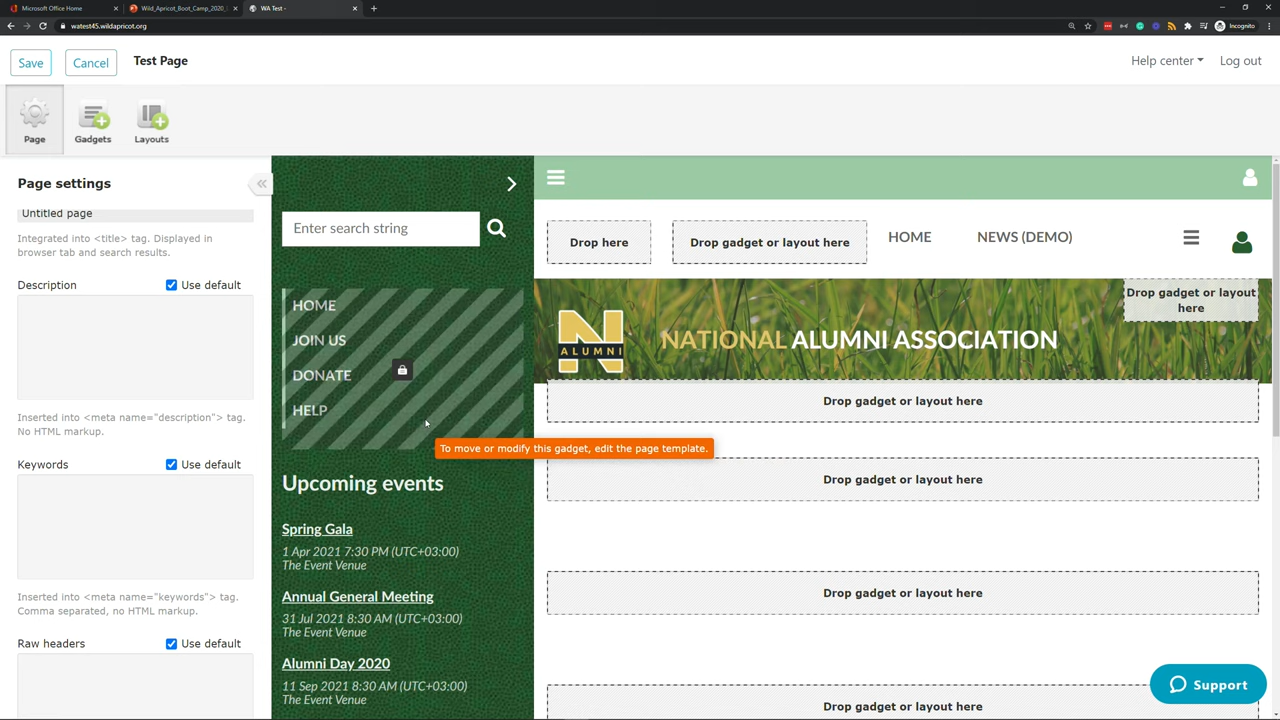 Microsoft Office Home
Wild_Apricot_Boot_Camp_2020_
WA Test -
watest45.wildapricot.org
Incognito
Save
Cancel
Test Page
Help center
Log out
Page
Gadgets
Layouts
Page settings
Untitled page
Integrated into <title> tag. Displayed in
browser tab and search results.
Description
Use default
Inserted into <meta name="description"> tag.
No HTML markup.
Keywords
Use default
Inserted into <meta name="keywords"> tag.
Comma separated, no HTML markup.
Raw headers
Use default
Enter search string
HOME
JOIN US
DONATE
HELP
To move or modify this gadget, edit the page template.
Upcoming events
Spring Gala
1 Apr 2021 7:30 PM (UTC+03:00)
The Event Venue
Annual General Meeting
31 Jul 2021 8:30 AM (UTC+03:00)
The Event Venue
Alumni Day 2020
11 Sep 2021 8:30 AM (UTC+03:00)
The Event Venue
Drop here
Drop gadget or layout here
HOME
NEWS (DEMO)
Drop gadget or layout
here
N
ALUMNI
NATIONAL ALUMNI ASSOCIATION
Drop gadget or layout here
Drop gadget or layout here
Drop gadget or layout here
Drop gadget or layout here
Support